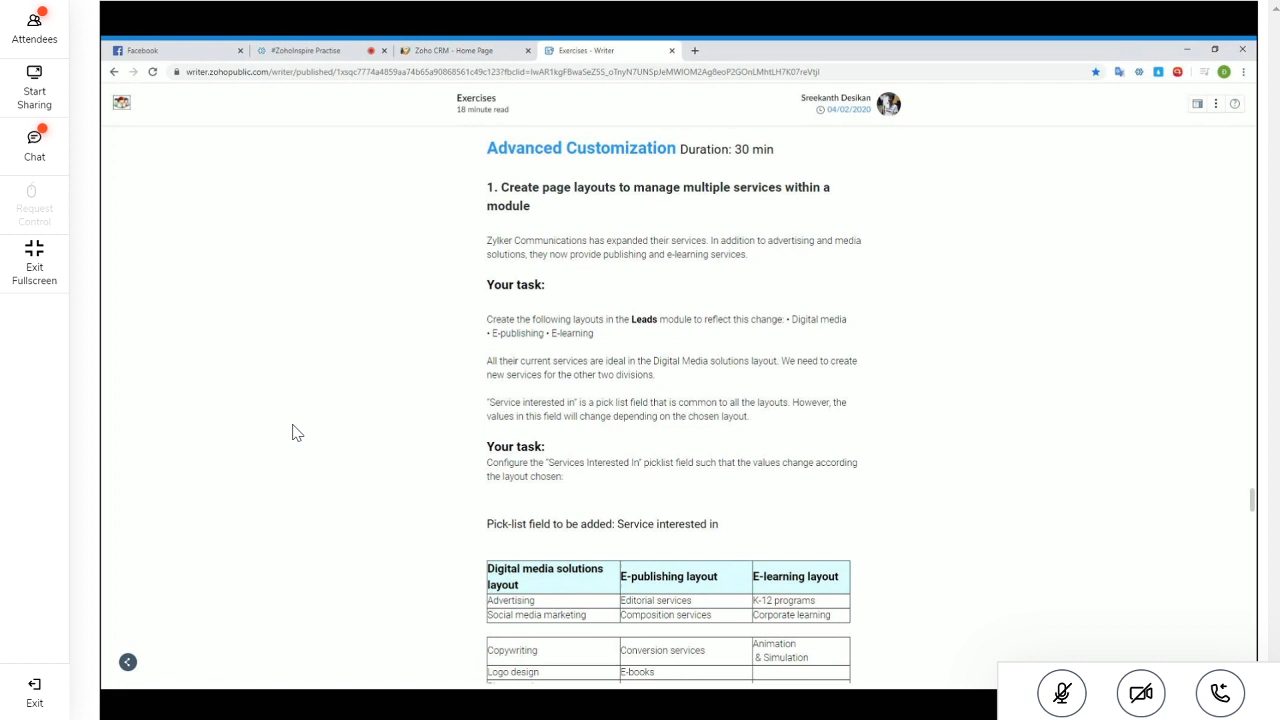 Attendees
Start
Sharing
Chat
Request
Control
Exit
Fullscreen
Exit
Facebook
#ZohoInspire Practise
Zoho CRM - Home Page
Exercises - Writer
Exercises
18 minute read
Sreekanth Desikan
04/02/2020
Advanced Customization Duration: 30 min
1. Create page layouts to manage multiple services within a
module
Zylker Communications has expanded their services. In addition to advertising and media
solutions, they now provide publishing and e-learning services.
Your task:
Create the following layouts in the Leads module to reflect this change: • Digital media
• E-publishing • E-learning
All their current services are ideal in the Digital Media solutions layout. We need to create
new services for the other two divisions.
"Service interested in" is a pick list field that is common to all the layouts. However, the
values in this field will change depending on the chosen layout.
Your task:
Configure the "Services Interested In" picklist field such that the values change according
the layout chosen:
Pick-list field to be added: Service interested in
Digital media solutions
layout
E-publishing layout
E-learning layout
Advertising
Editorial services
K-12 programs
Social media marketing
Composition services
Corporate learning
Copywriting
Conversion services
Animation
& Simulation
Logo design
E-books